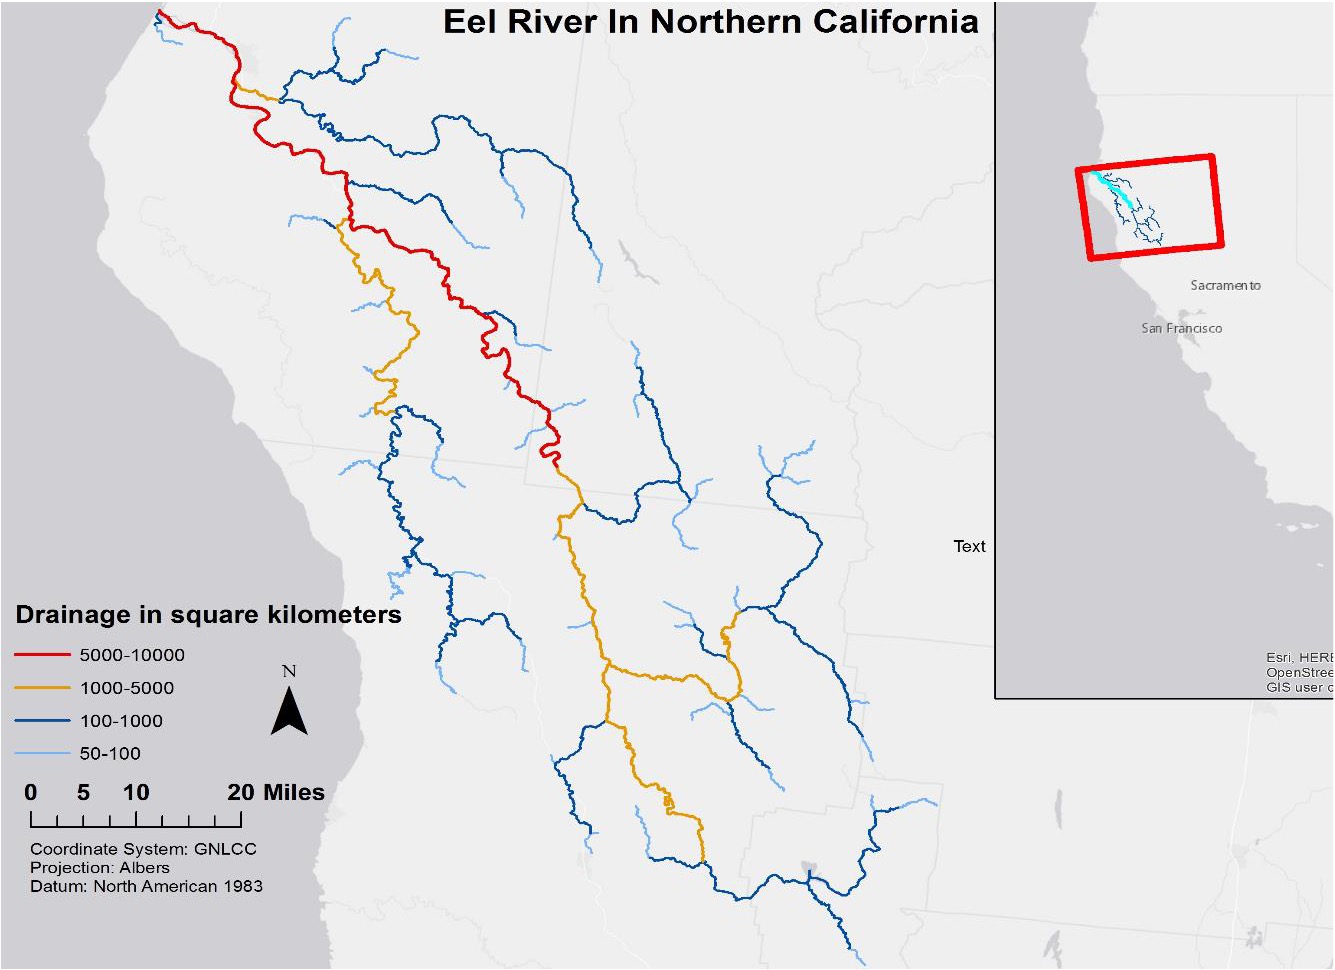 Eel River In Northern California
Sacramento
San Francisco
Text
Drainage in square kilometers
5000-10000
1000-5000
100-1000
50-100
N
0 5 10 20 Miles
Coordinate System: GNLCC
Projection: Albers
Datum: North American 1983
Esri, HERE
OpenStree
GIS user c